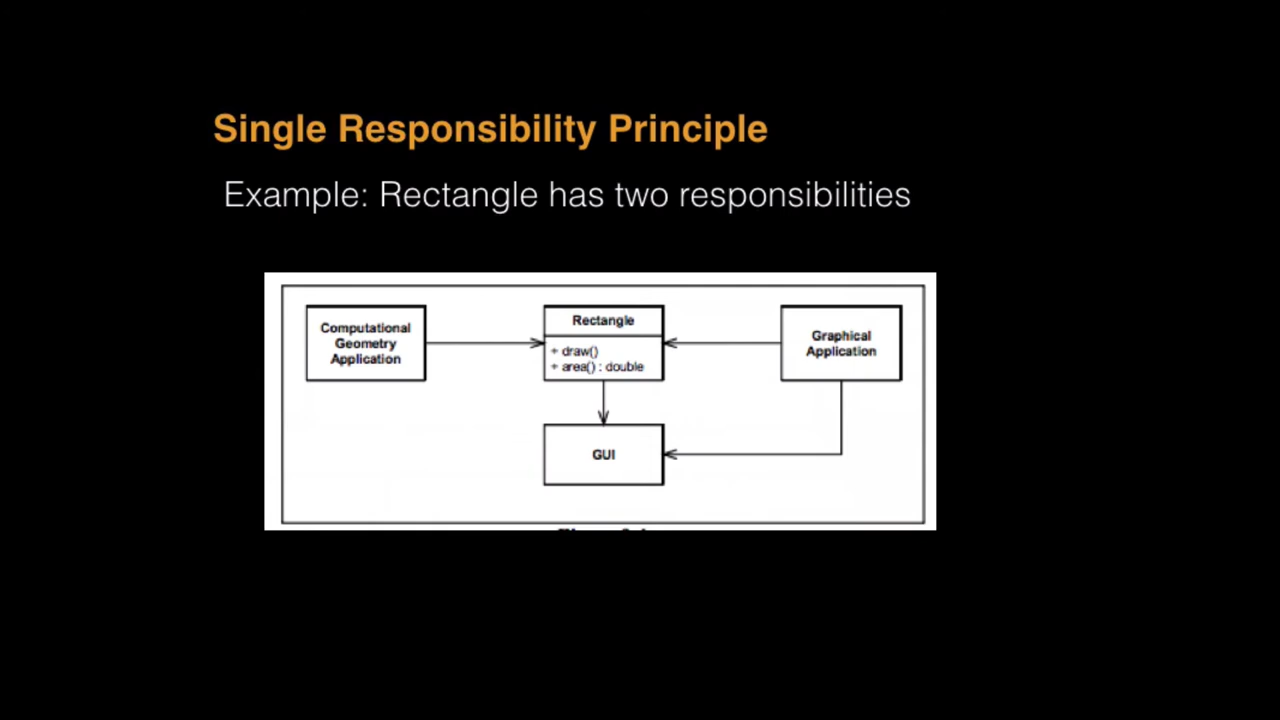 Single Responsibility Principle
Example: Rectangle has two responsibilities
Computational
Geometry
Application
Rectangle
+ draw()
+ area() : double
Graphical
Application
GUI